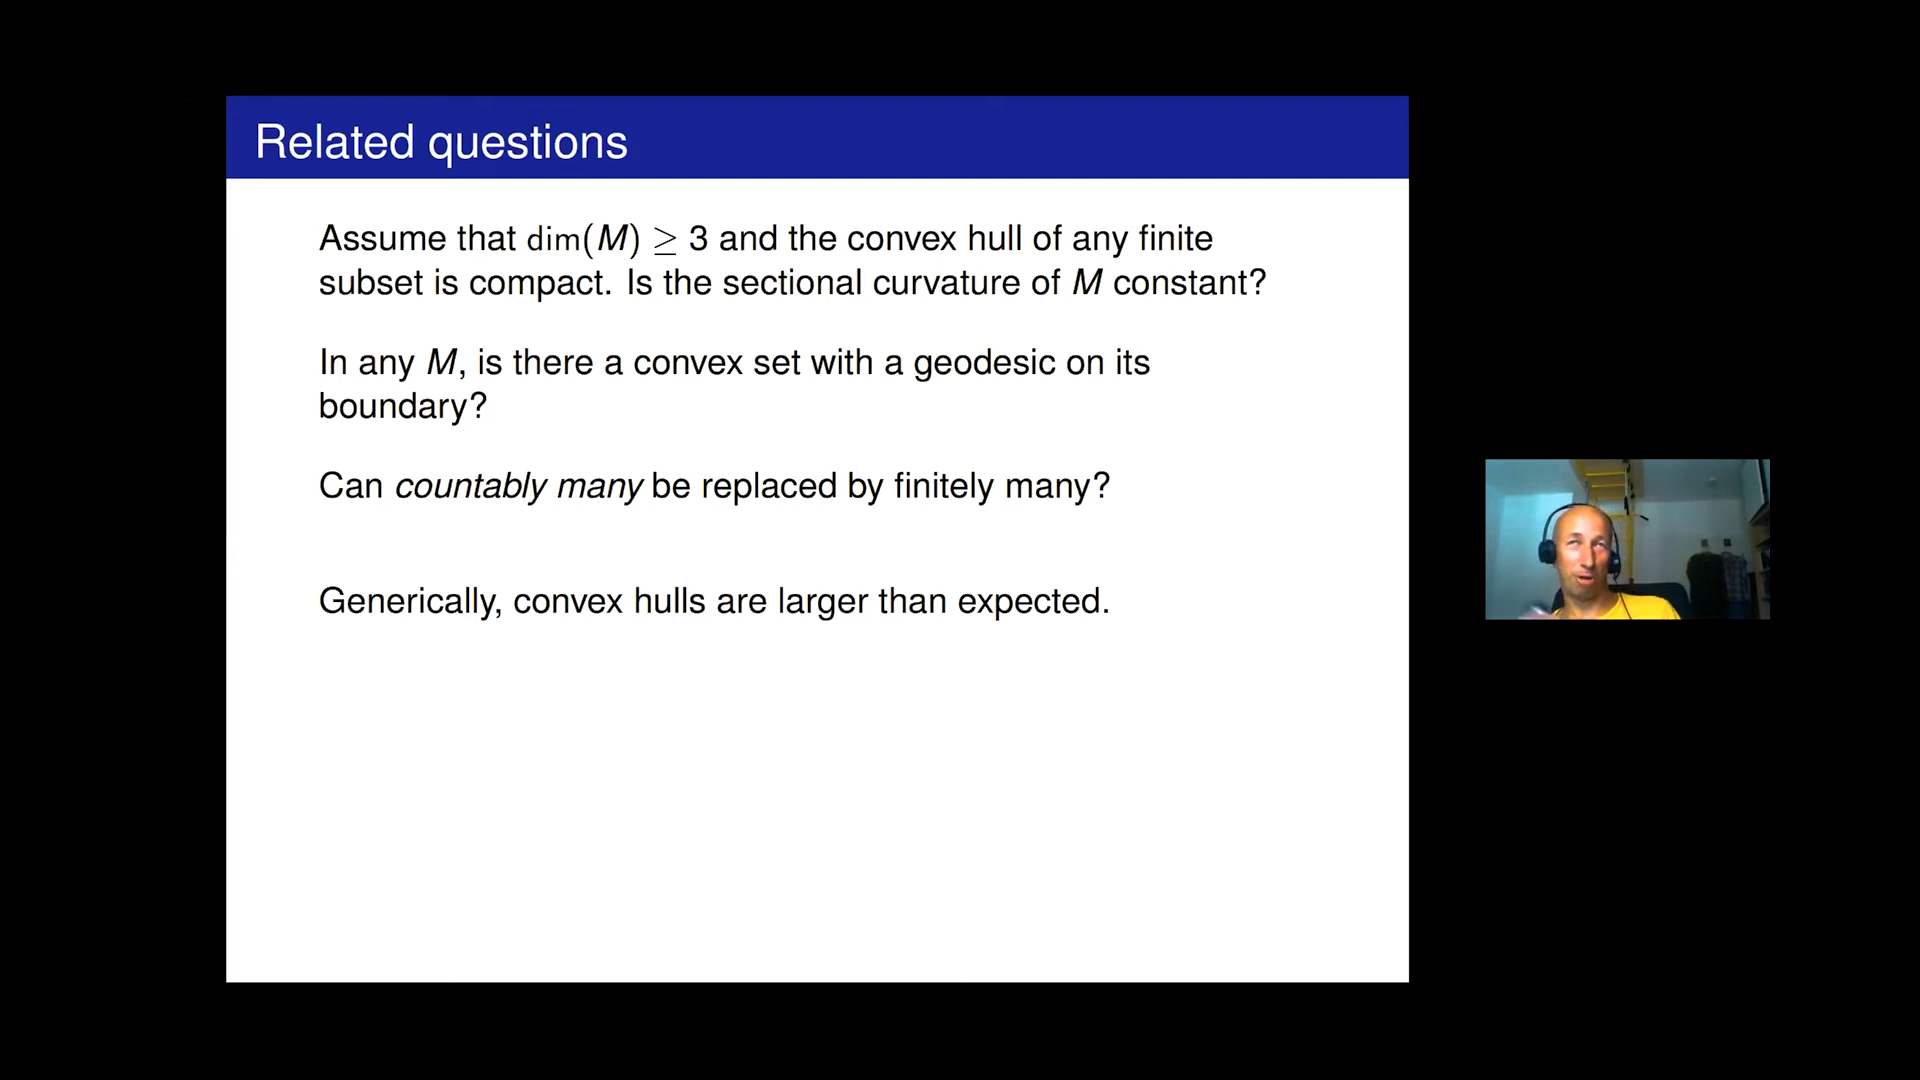 Related questions
Assume that dim(M) ≥ 3 and the convex hull of any finite
subset is compact. Is the sectional curvature of M constant?
In any M, is there a convex set with a geodesic on its
boundary?
Can countably many be replaced by finitely many?
Generically, convex hulls are larger than expected.